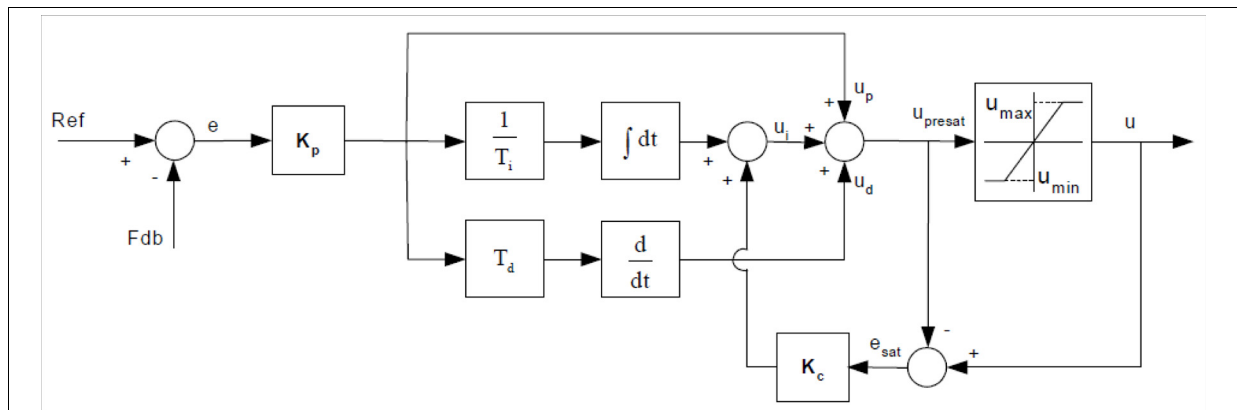 Ref
+
-
Fdb
e
K_p
1
T_i
∫ dt
+
+
u_i
+
+
+
u_p
u_d
T_d
d
dt
u_presat
u_max
u_min
u
-
+
e_sat
K_c